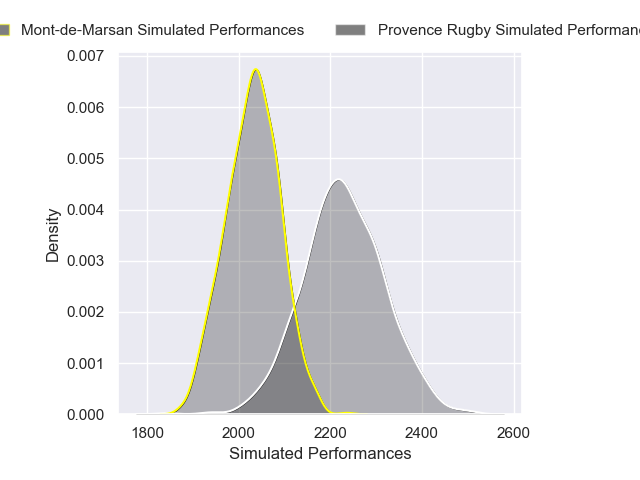 Mont-de-Marsan Simulated Performances
Provence Rugby Simulated
0.007
0.006
0.005
0.004
0.003
0.002
0.001
0.000
Density
1800 2000 2200 2400 2600
Simulated Performances